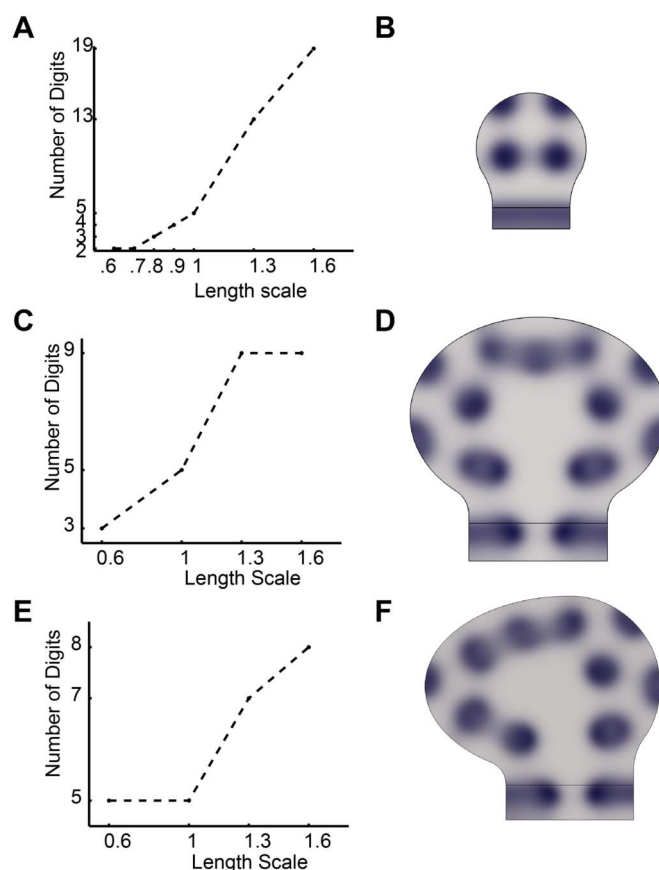 A
Number of Digits
19
13
5
4
3
2
.6 .7 .8 .9 1 1.3 1.6
Length scale
B
C
Number of Digits
9
5
3
0.6 1 1.3 1.6
Length Scale
D
E
Number of Digits
8
7
5
0.6 1 1.3 1.6
Length Scale
F